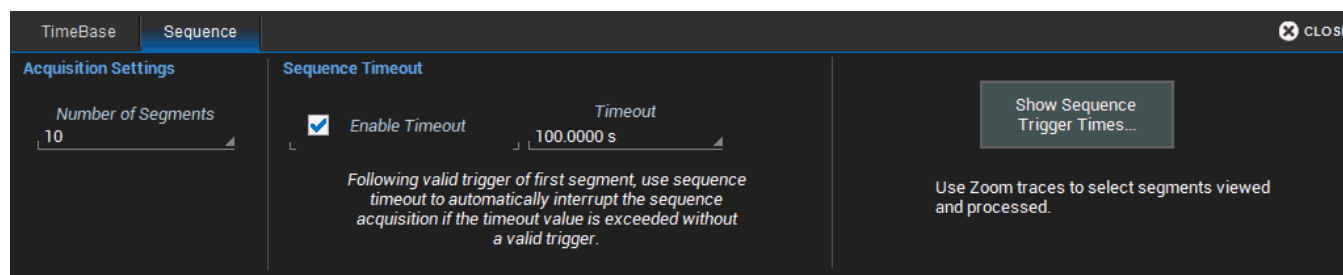 TimeBase
Sequence
CLOSE
Acquisition Settings
Number of Segments
10
Sequence Timeout
Enable Timeout
Timeout
100.0000 s
Following valid trigger of first segment, use sequence
timeout to automatically interrupt the sequence
acquisition if the timeout value is exceeded without
a valid trigger.
Show Sequence
Trigger Times...
Use Zoom traces to select segments viewed
and processed.